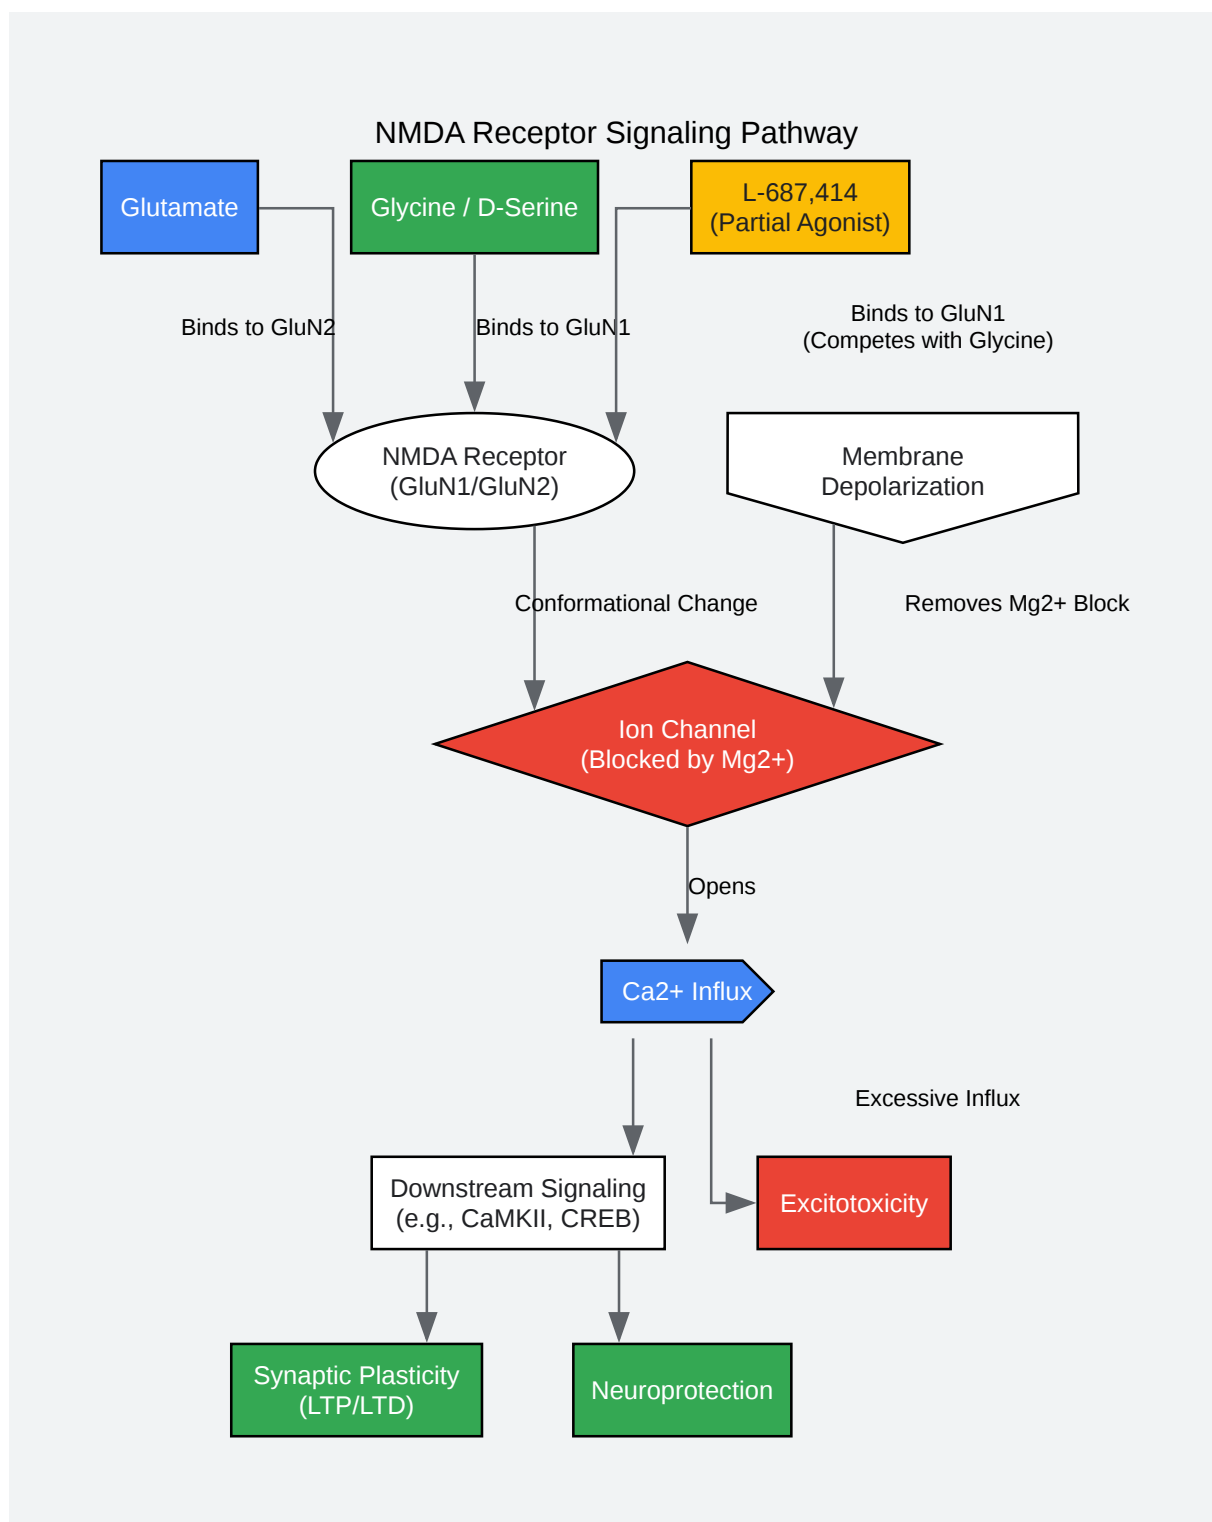 NMDA Receptor Signaling Pathway
Glutamate
Glycine / D-Serine
L-687,414
(Partial Agonist)
Binds to GluN2
Binds to GluN1
Binds to GluN1
(Competes with Glycine)
NMDA Receptor
(GluN1/GluN2)
Membrane
Depolarization
Conformational Change
Removes Mg2+ Block
Ion Channel
(Blocked by Mg2+)
Opens
Ca2+ Influx
Excessive Influx
Downstream Signaling
(e.g., CaMKII, CREB)
Excitotoxicity
Synaptic Plasticity
(LTP/LTD)
Neuroprotection